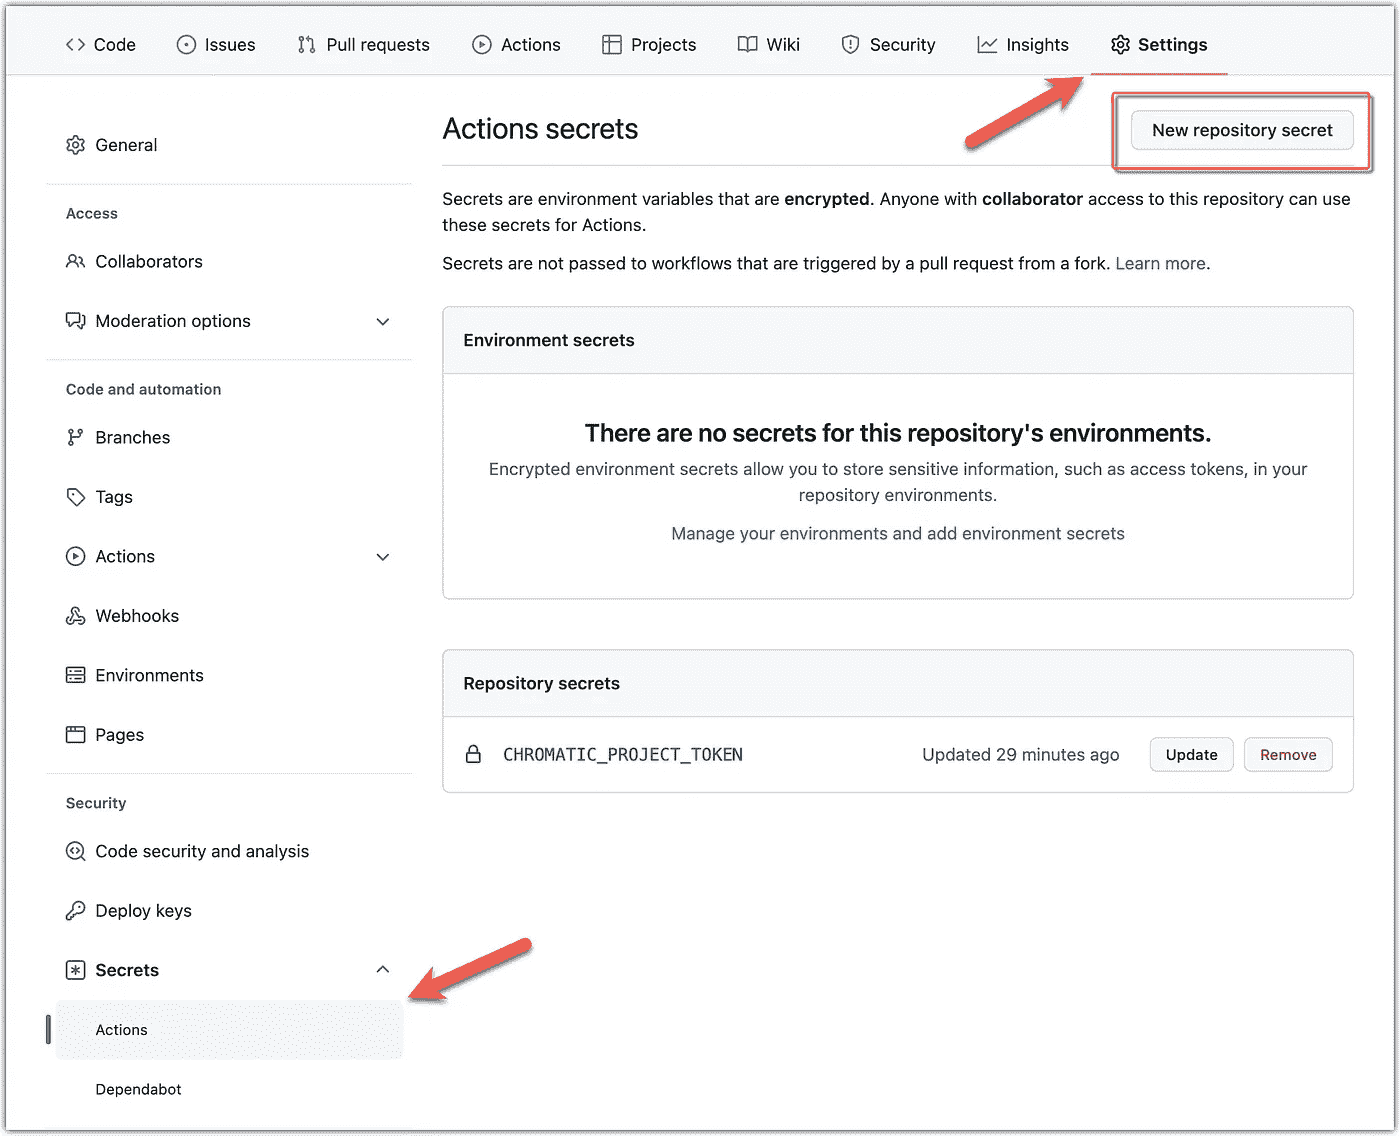 Code Issues Pull requests Actions Projects Wiki Security Insights Settings
General
Access
Collaborators
Moderation options
Code and automation
Branches
Tags
Actions
Webhooks
Environments
Pages
Security
Code security and analysis
Deploy keys
Secrets
Actions
Dependabot
Actions secrets
New repository secret
Secrets are environment variables that are encrypted. Anyone with collaborator access to this repository can use
these secrets for Actions.
Secrets are not passed to workflows that are triggered by a pull request from a fork. Learn more.
Environment secrets
There are no secrets for this repository's environments.
Encrypted environment secrets allow you to store sensitive information, such as access tokens, in your
repository environments.
Manage your environments and add environment secrets
Repository secrets
CHROMATIC_PROJECT_TOKEN Updated 29 minutes ago Update Remove